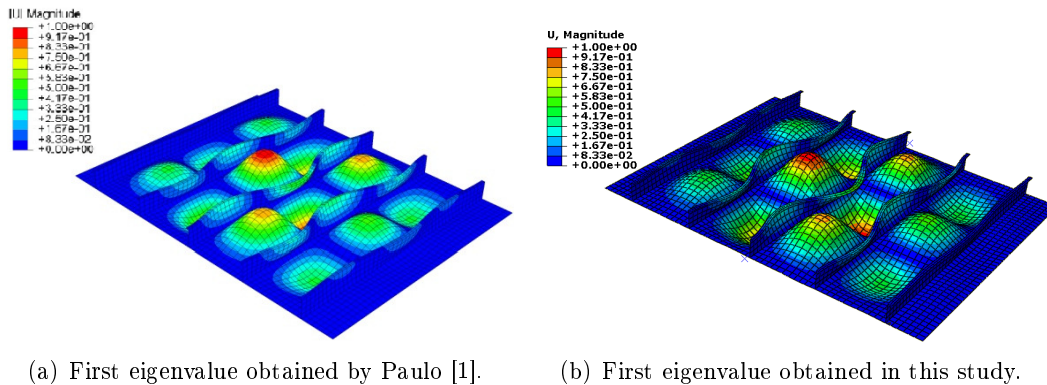 |U| Magnitude
+1.00e+00
+9.17e-01
+8.33e-01
+7.50e-01
+6.67e-01
+5.83e-01
+5.00e-01
+4.17e-01
+3.33e-01
+2.50e-01
+1.67e-01
+8.33e-02
+0.00e+00
U, Magnitude
+1.00e+00
+9.17e-01
+8.33e-01
+7.50e-01
+6.67e-01
+5.83e-01
+5.00e-01
+4.17e-01
+3.33e-01
+2.50e-01
+1.67e-01
+8.33e-02
+0.00e+00
(a) First eigenvalue obtained by Paulo [1].
(b) First eigenvalue obtained in this study.